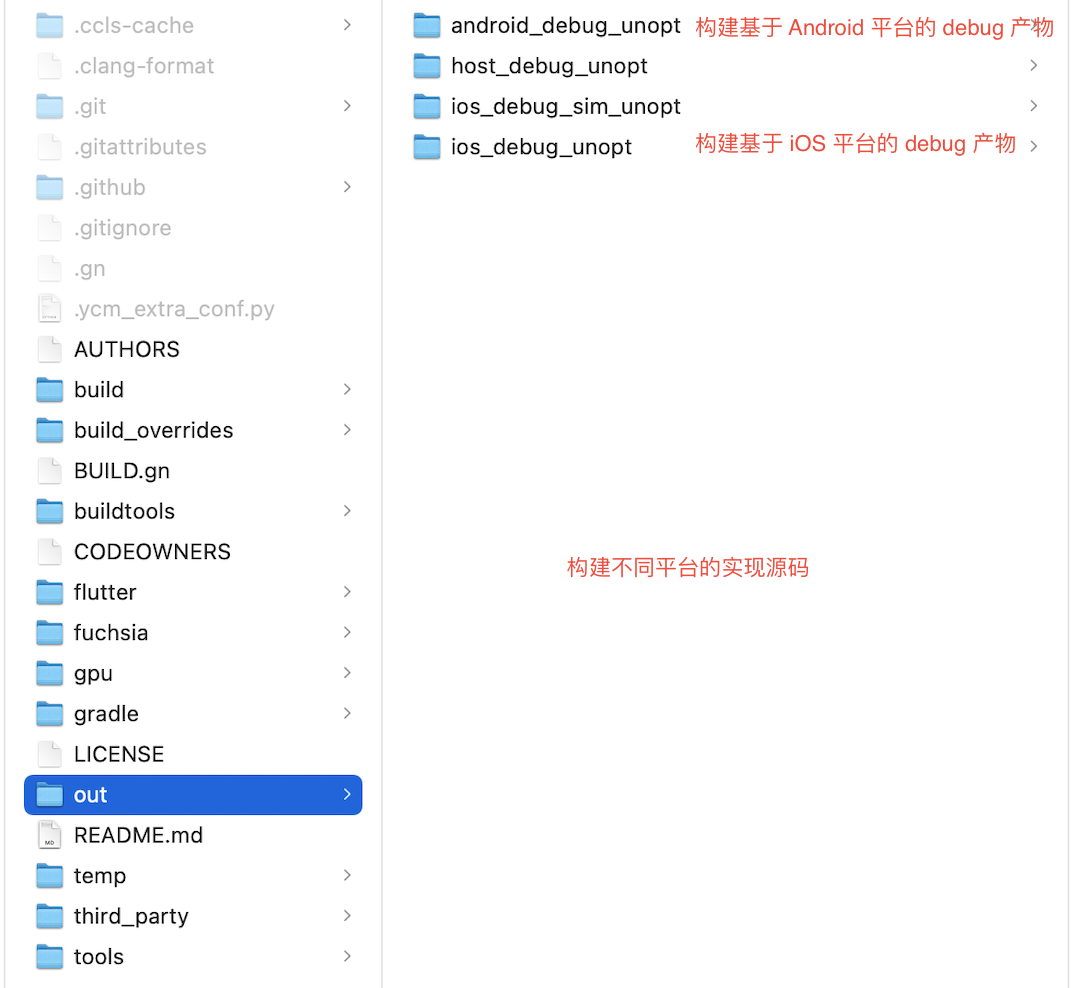 .ccls-cache
.clang-format
.git
.gitattributes
.github
.gitignore
.gn
.ycm_extra_conf.py
AUTHORS
build
build_overrides
BUILD.gn
buildtools
CODEOWNERS
flutter
fuchsia
gpu
gradle
LICENSE
out
README.md
temp
third_party
tools
android_debug_unopt 构建基于 Android 平台的 debug 产物
host_debug_unopt
ios_debug_sim_unopt
ios_debug_unopt 构建基于 iOS 平台的 debug 产物
构建不同平台的实现源码